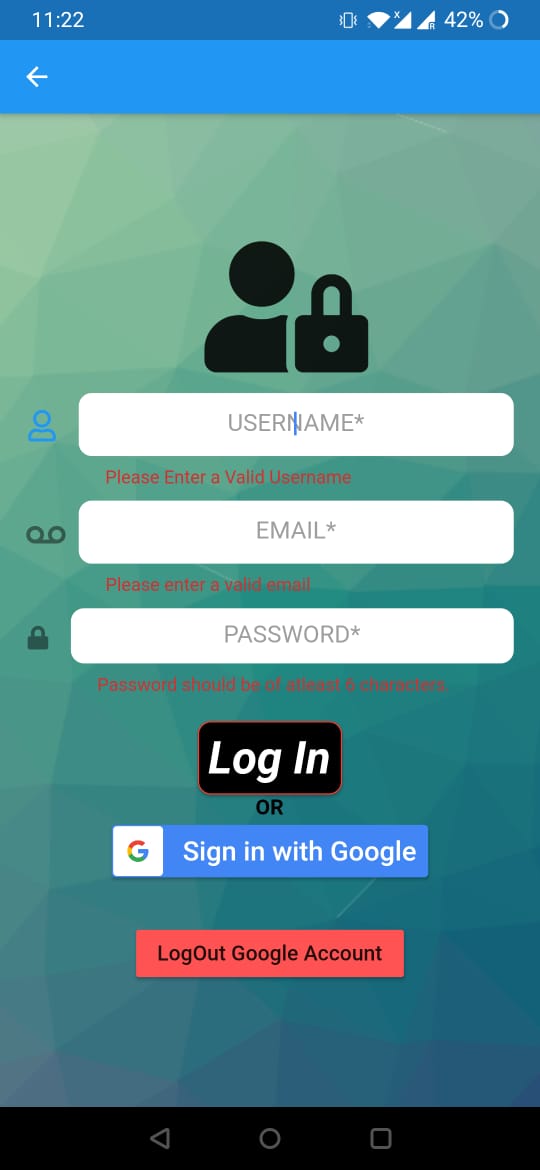 11:22
x R 42%
USERNAME*
Please Enter a Valid Username
EMAIL*
Please enter a valid email
PASSWORD*
Password should be of atleast 6 characters
Log In
OR
G Sign in with Google
LogOut Google Account